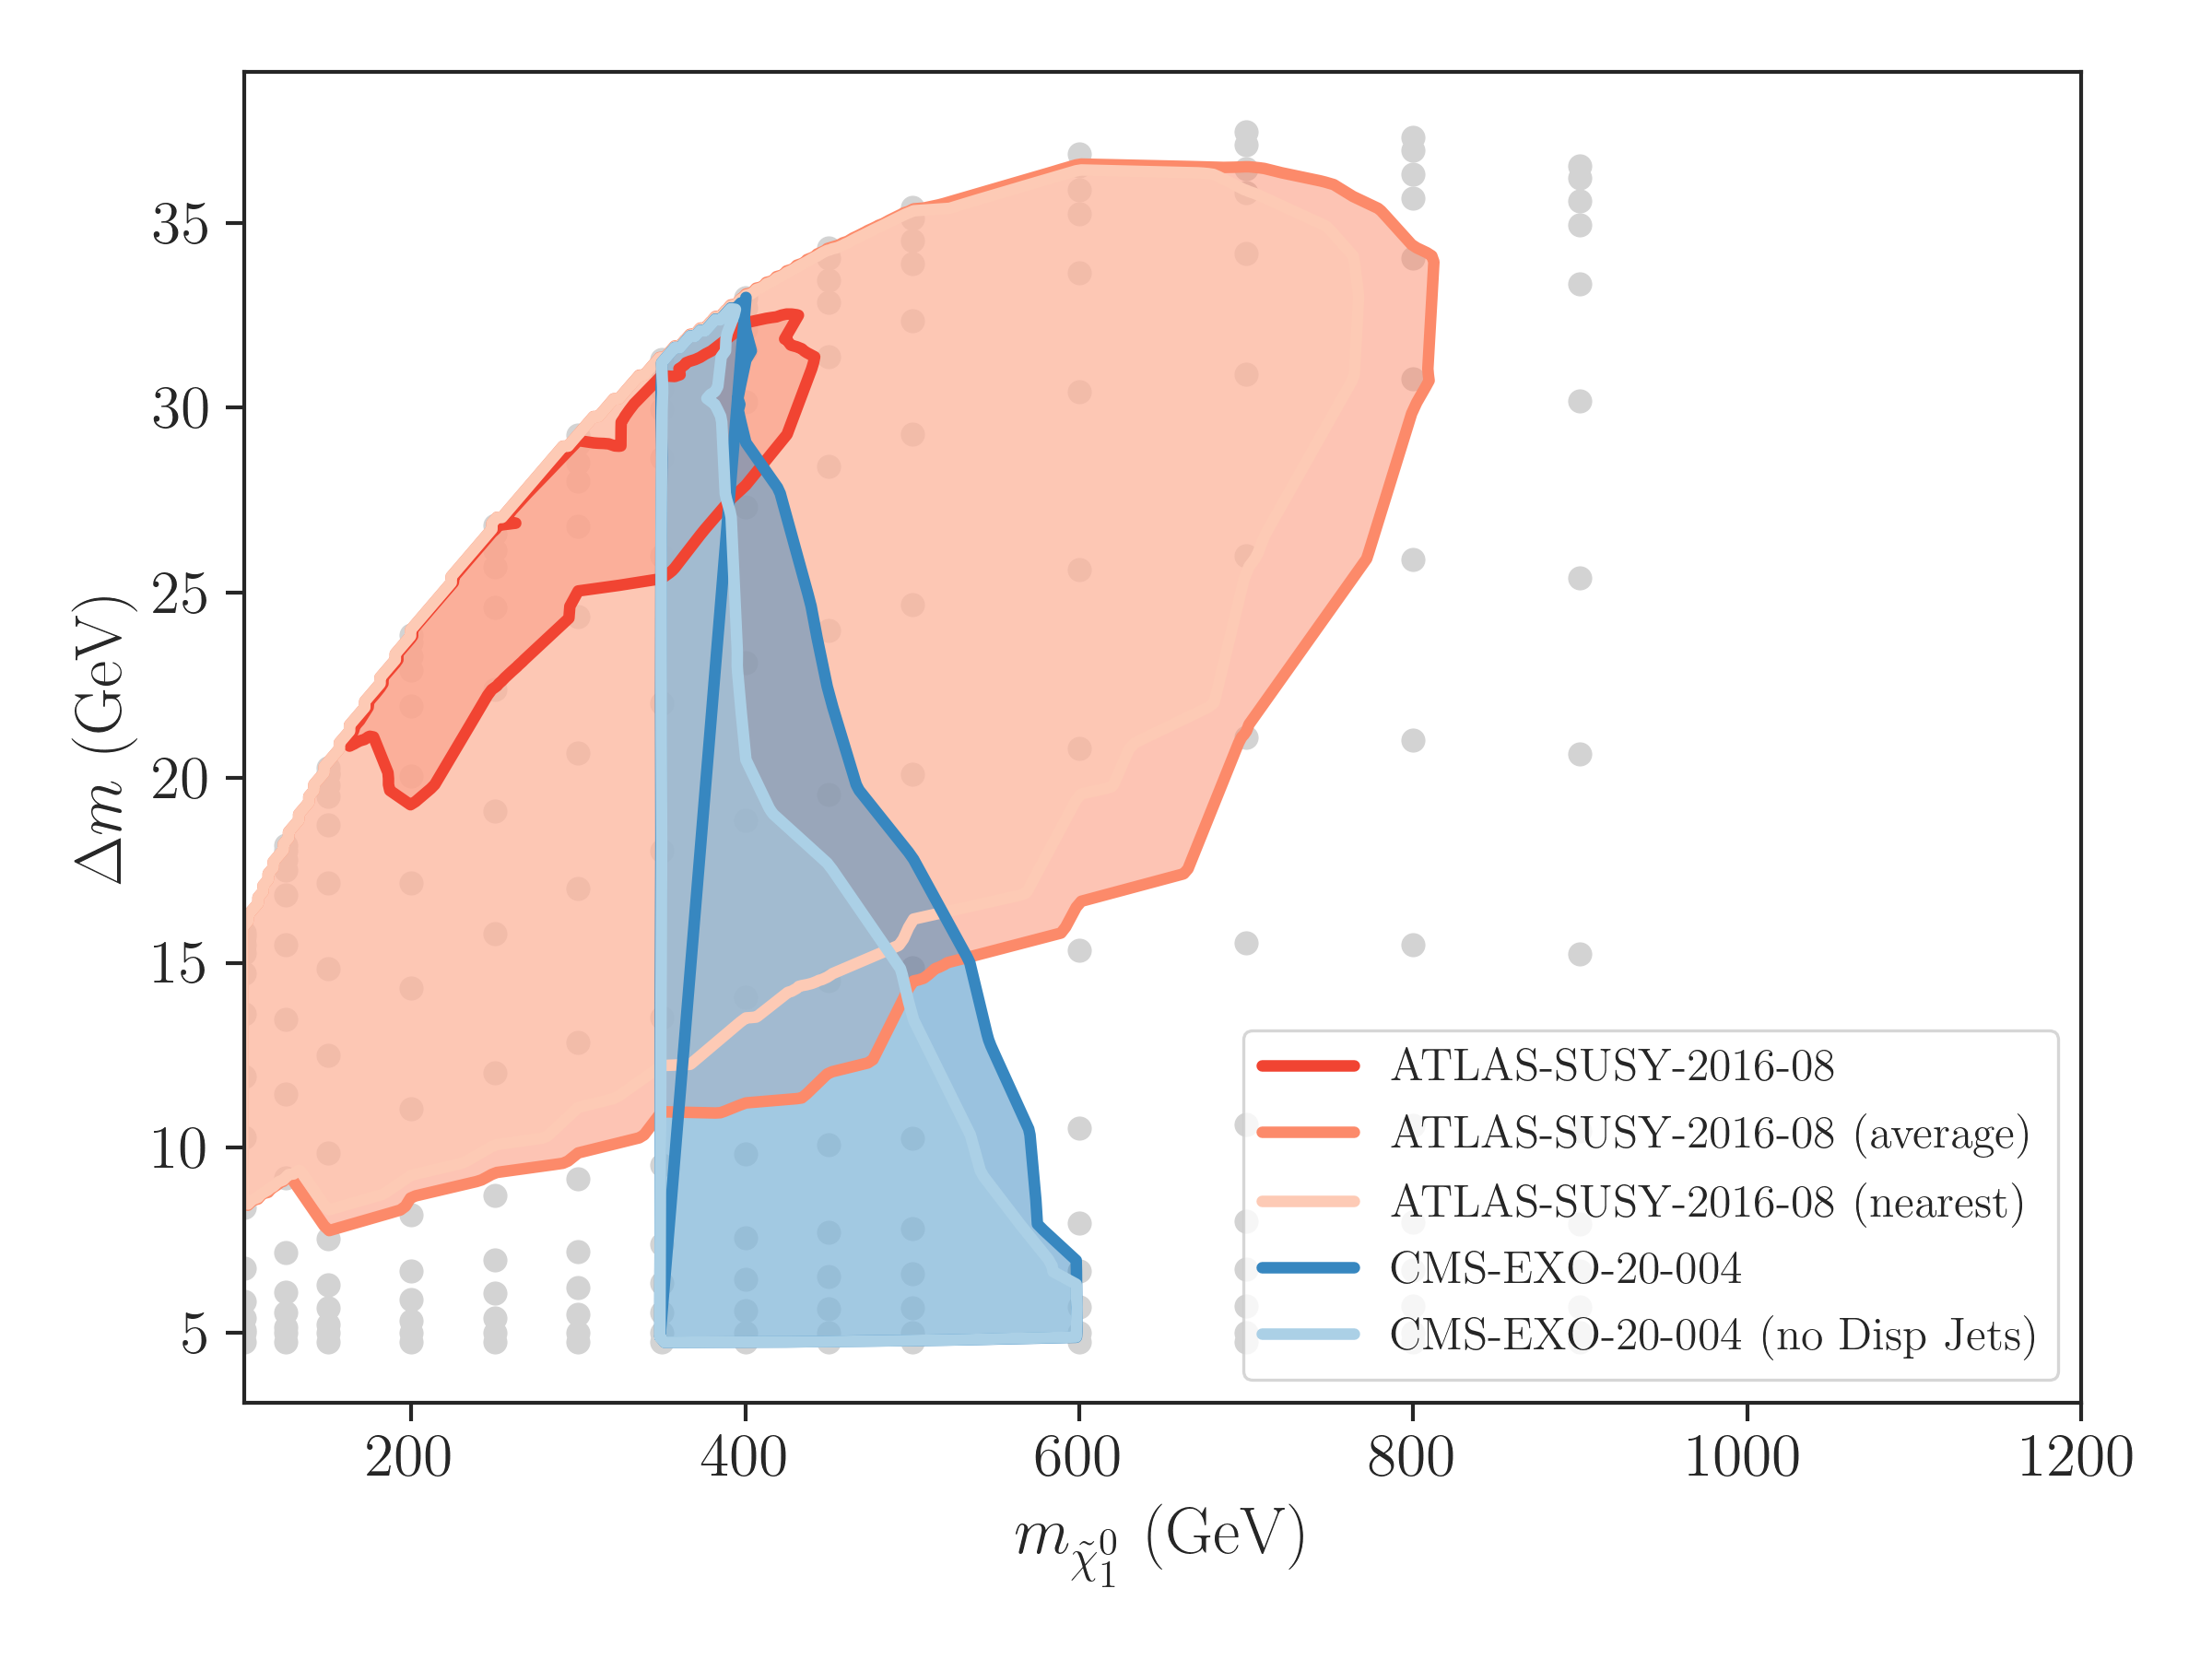 35
30
25
20
15
10
5
Δm (GeV)
ATLAS-SUSY-2016-08
ATLAS-SUSY-2016-08 (average)
ATLAS-SUSY-2016-08 (nearest)
CMS-EXO-20-004
CMS-EXO-20-004 (no Disp Jets)
200 400 600 800 1000 1200
m_{χ̃_1^0} (GeV)